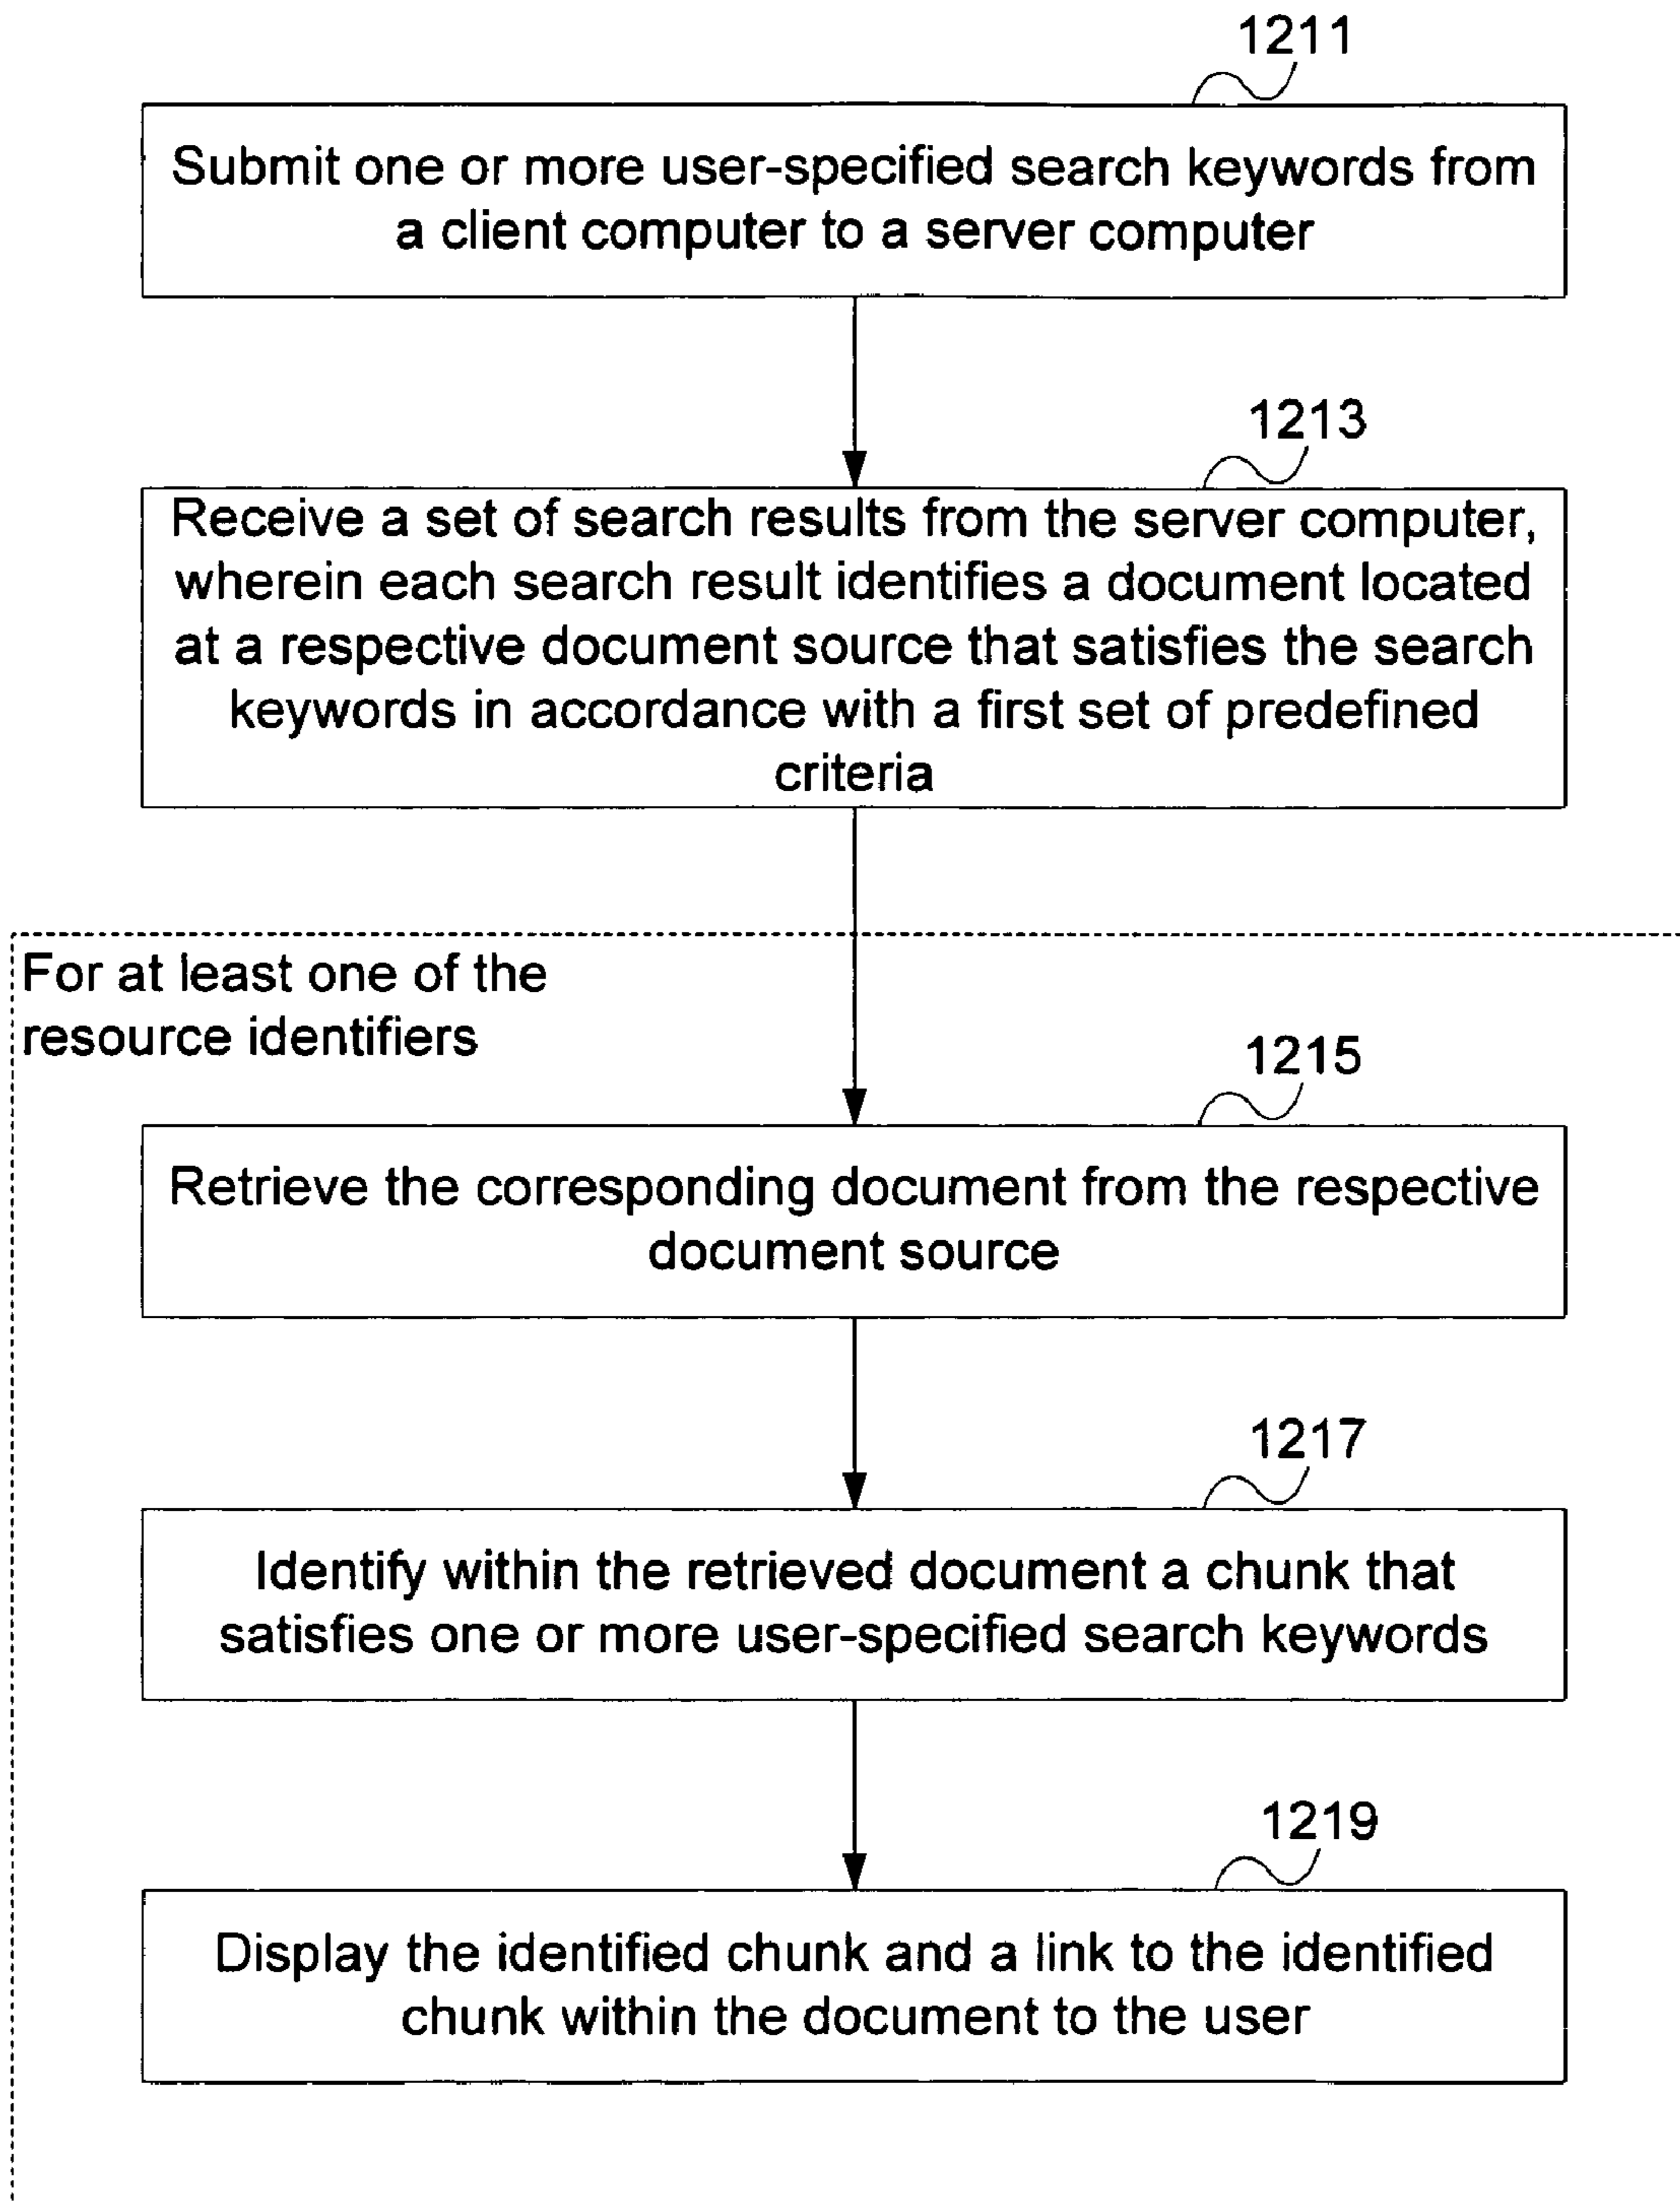 1211
Submit one or more user-specified search keywords from
a client computer to a server computer
1213
Receive a set of search results from the server computer,
wherein each search result identifies a document located
at a respective document source that satisfies the search
keywords in accordance with a first set of predefined
criteria
For at least one of the
resource identifiers
1215
Retrieve the corresponding document from the respective
document source
1217
Identify within the retrieved document a chunk that
satisfies one or more user-specified search keywords
1219
Display the identified chunk and a link to the identified
chunk within the document to the user